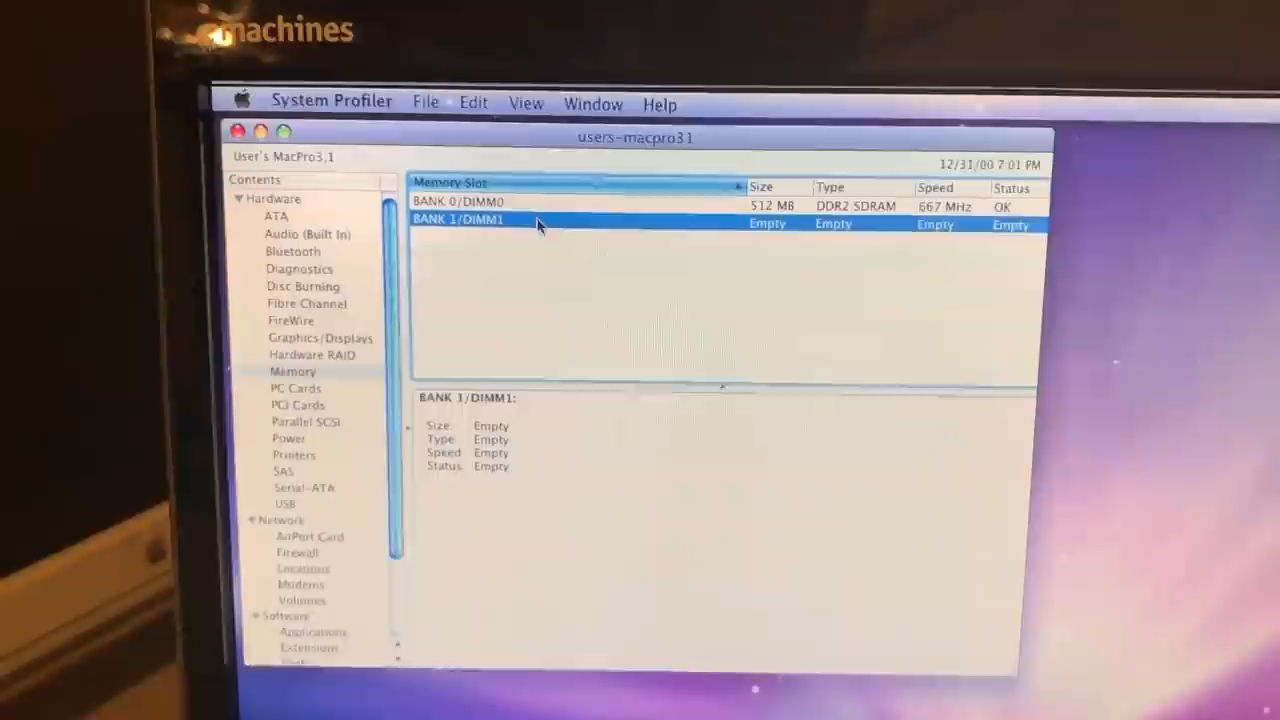 emachines
System Profiler File Edit View Window Help
users-macpro31
User's MacPro3,1
12/31/00 7:01 PM
Contents
Memory Slot Size Type Speed Status
Hardware
BANK 0/DIMM0 512 MB DDR2 SDRAM 667 MHz OK
ATA
BANK 1/DIMM1 Empty Empty Empty Empty
Audio (Built In)
Bluetooth
Diagnostics
Disc Burning
Fibre Channel
FireWire
Graphics/Displays
Hardware RAID
Memory
PC Cards
PCI Cards
Parallel SCSI
Power
Printers
SAS
Serial-ATA
USB
Network
AirPort Card
Firewall
Locations
Modems
Volumes
Software
Applications
Extensions
BANK 1/DIMM1:
Size: Empty
Type: Empty
Speed: Empty
Status: Empty